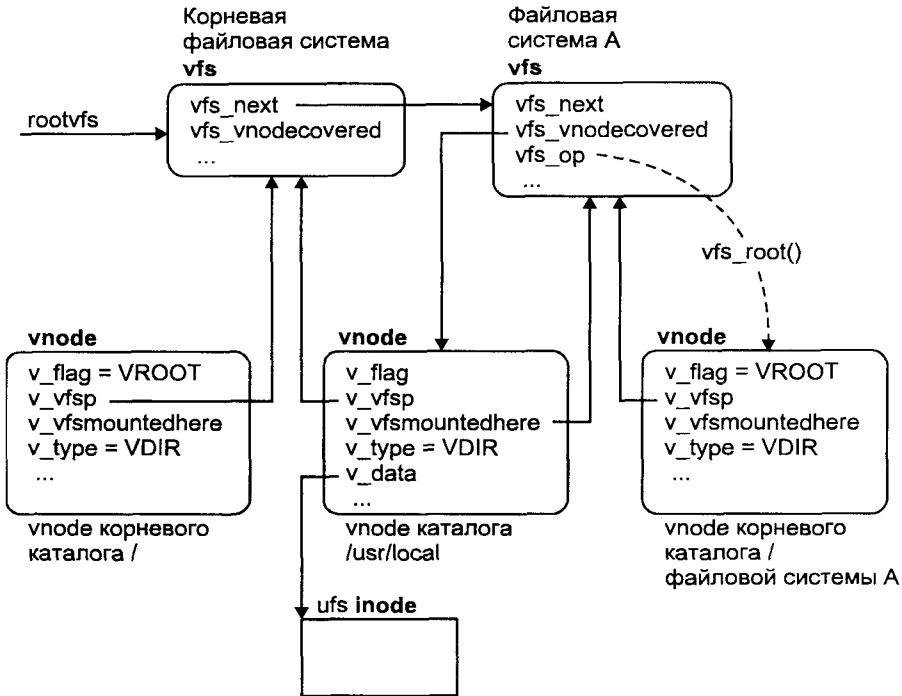 Корневая
файловая система
vfs
Файловая
система А
vfs
rootvfs
vfs_next
vfs_vnodecovered
...
vfs_next
vfs_vnodecovered
vfs_op
...
vfs_root()
vnode
v_flag = VROOT
v_vfsp
v_vfsmountedhere
v_type = VDIR
...
vnode корневого
каталога /
vnode
v_flag
v_vfsp
v_vfsmountedhere
v_type = VDIR
v_data
...
vnode каталога
/usr/local
vnode
v_flag = VROOT
v_vfsp
v_vfsmountedhere
v_type = VDIR
...
vnode корневого
каталога /
файловой системы А
ufs inode